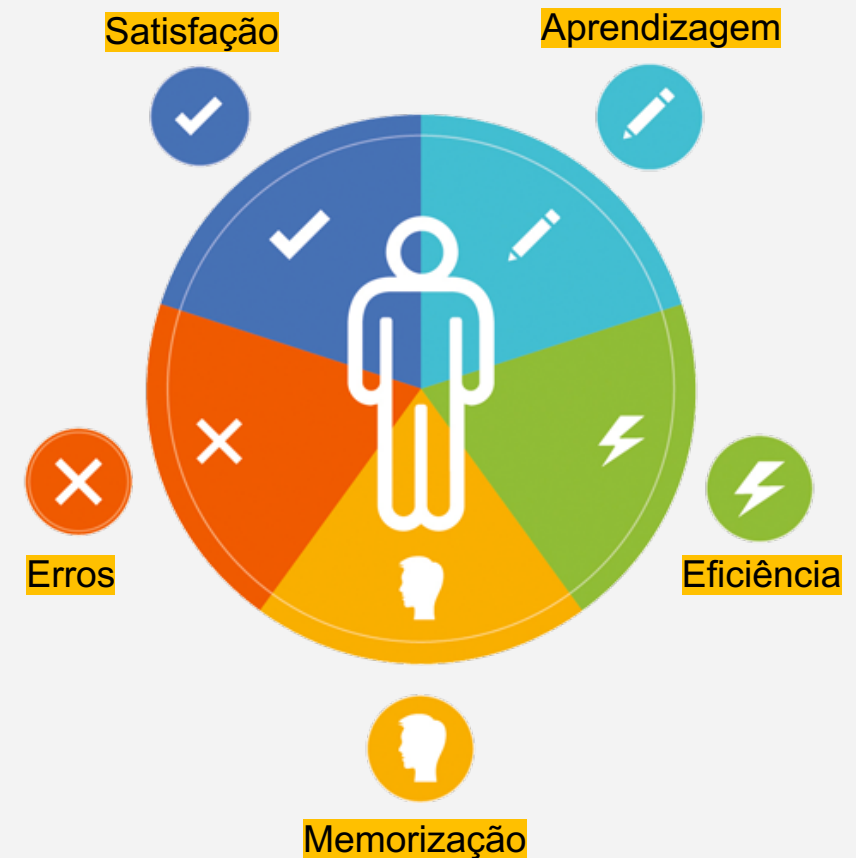 Satisfação
Aprendizagem
Erros
Eficiência
Memorização